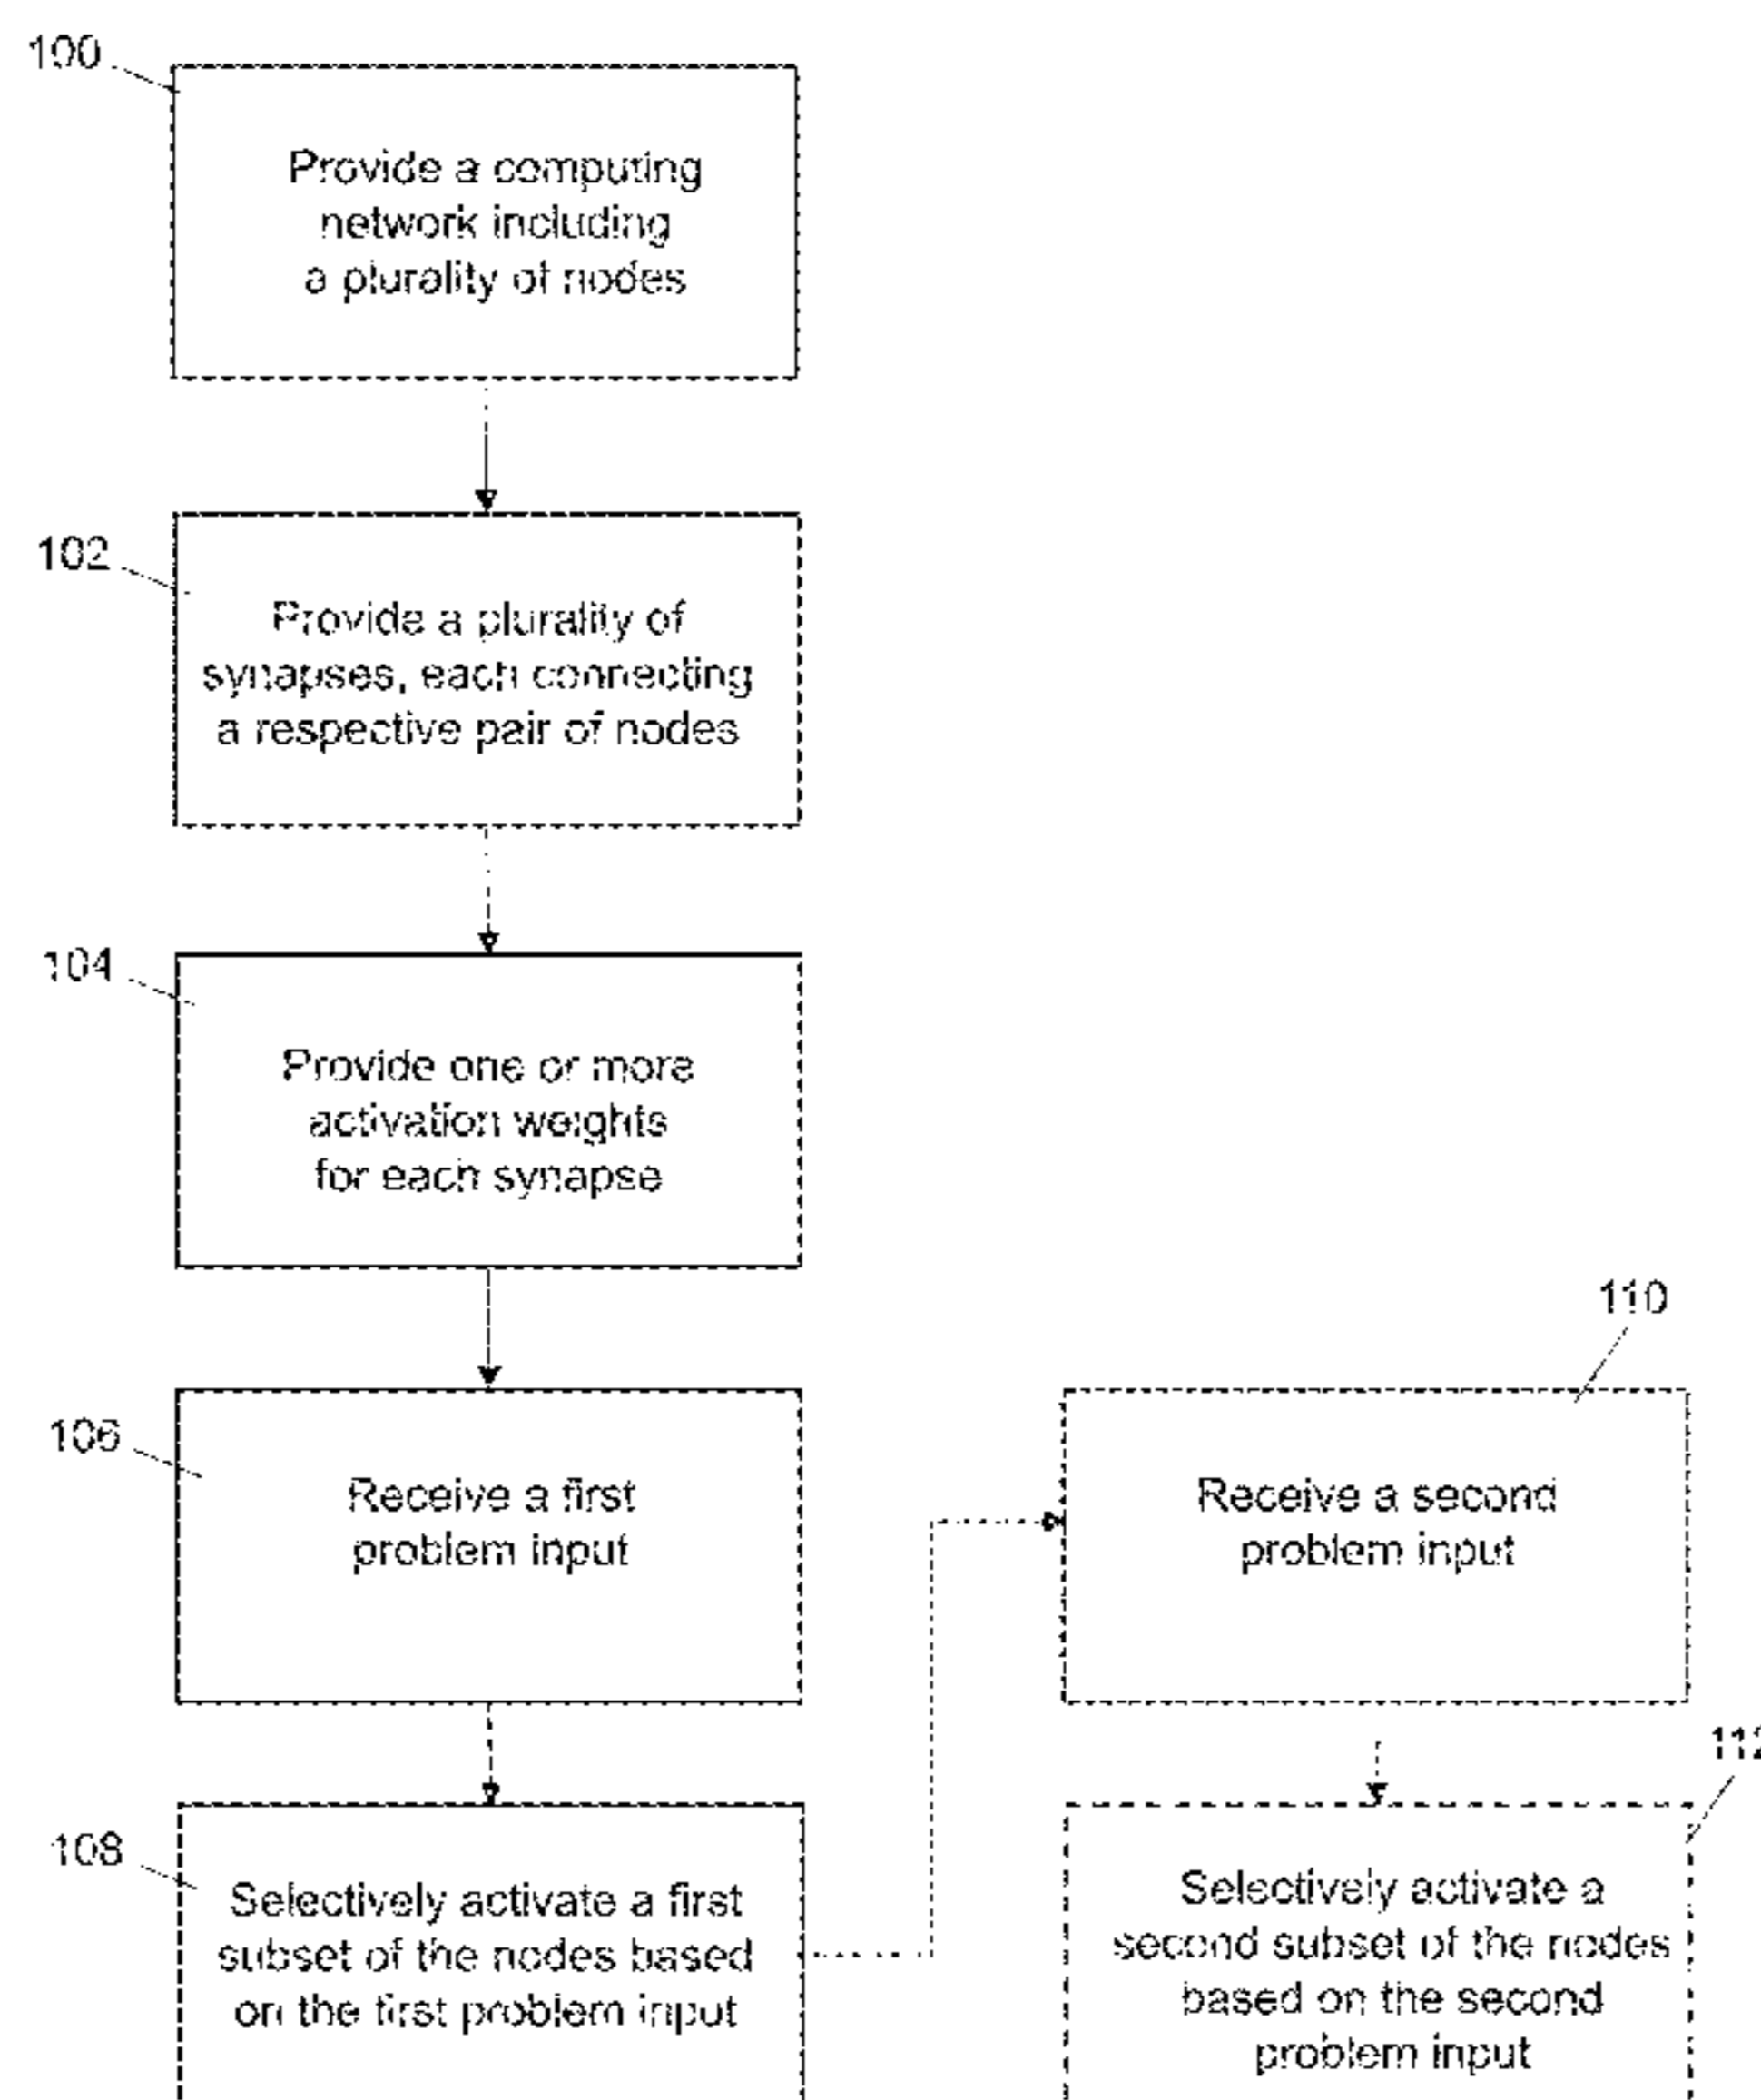 100
Provide a computing
network including
a plurality of nodes
102
Provide a plurality of
synapses, each connecting
a respective pair of nodes
104
Provide one or more
activation weights
for each synapse
106
Receive a first
problem input
108
Selectively activate a first
subset of the nodes based
on the first problem input
110
Receive a second
problem input
112
Selectively activate a
second subset of the nodes
based on the second
problem input